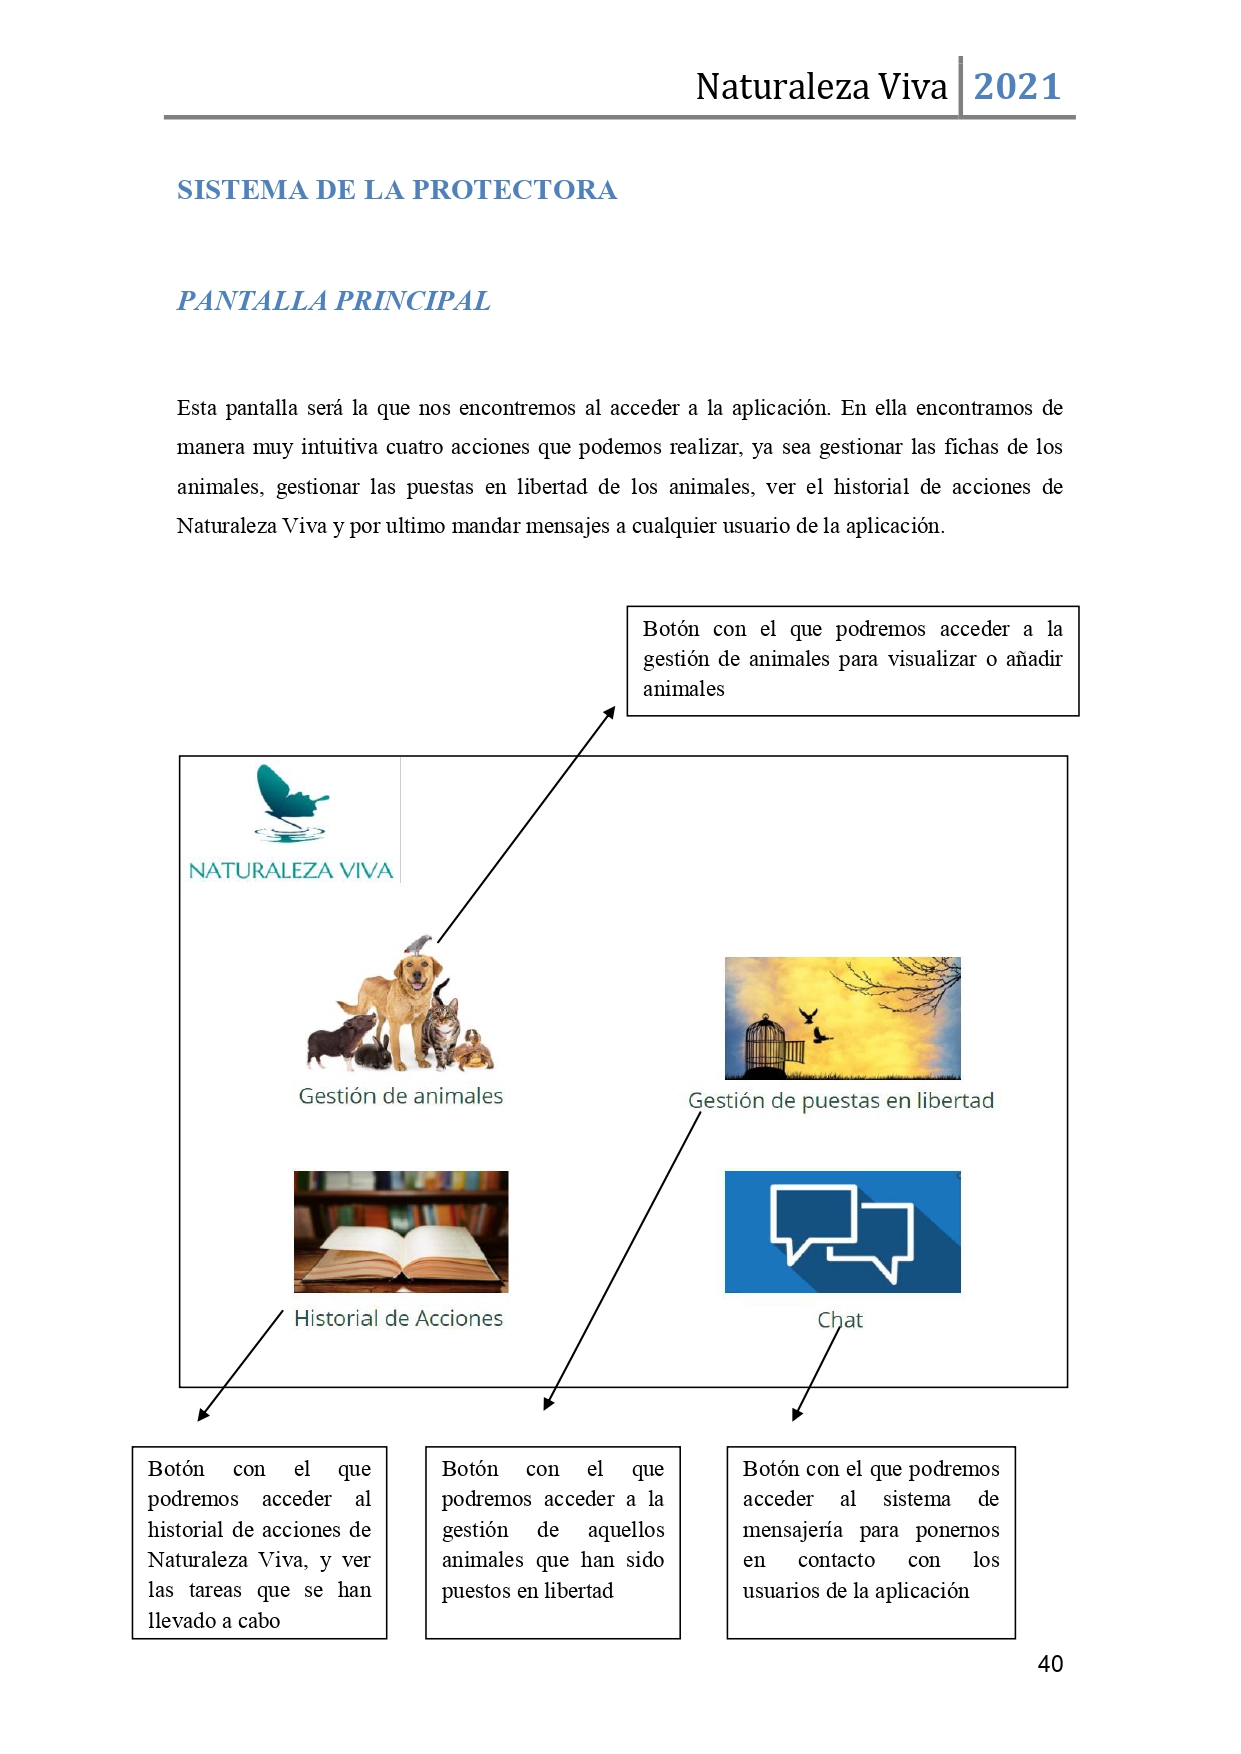 Naturaleza Viva 2021
SISTEMA DE LA PROTECTORA
PANTALLA PRINCIPAL
Esta pantalla será la que nos encontremos al acceder a la aplicación. En ella encontramos de
manera muy intuitiva cuatro acciones que podemos realizar, ya sea gestionar las fichas de los
animales, gestionar las puestas en libertad de los animales, ver el historial de acciones de
Naturaleza Viva y por ultimo mandar mensajes a cualquier usuario de la aplicación.
Botón con el que podremos acceder a la
gestión de animales para visualizar o añadir
animales
NATURALEZA VIVA
Gestión de animales
Gestión de puestas en libertad
Historial de Acciones
Chat
Botón con el que
podremos acceder al
historial de acciones de
Naturaleza Viva, y ver
las tareas que se han
llevado a cabo
Botón con el que
podremos acceder a la
gestión de aquellos
animales que han sido
puestos en libertad
Botón con el que podremos
acceder al sistema de
mensajería para ponernos
en contacto con los
usuarios de la aplicación
40